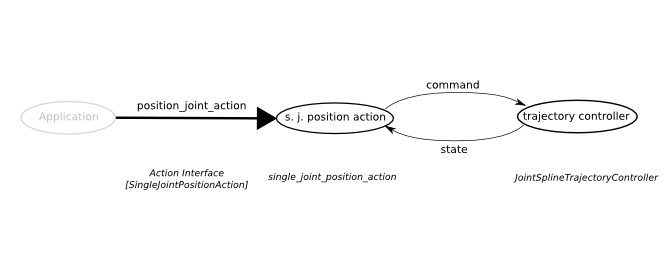 command
position_joint_action
Application
s. j. position action
trajectory controller
state
Action Interface
[SingleJointPositionAction]
single_joint_position_action
JointSplineTrajectoryController